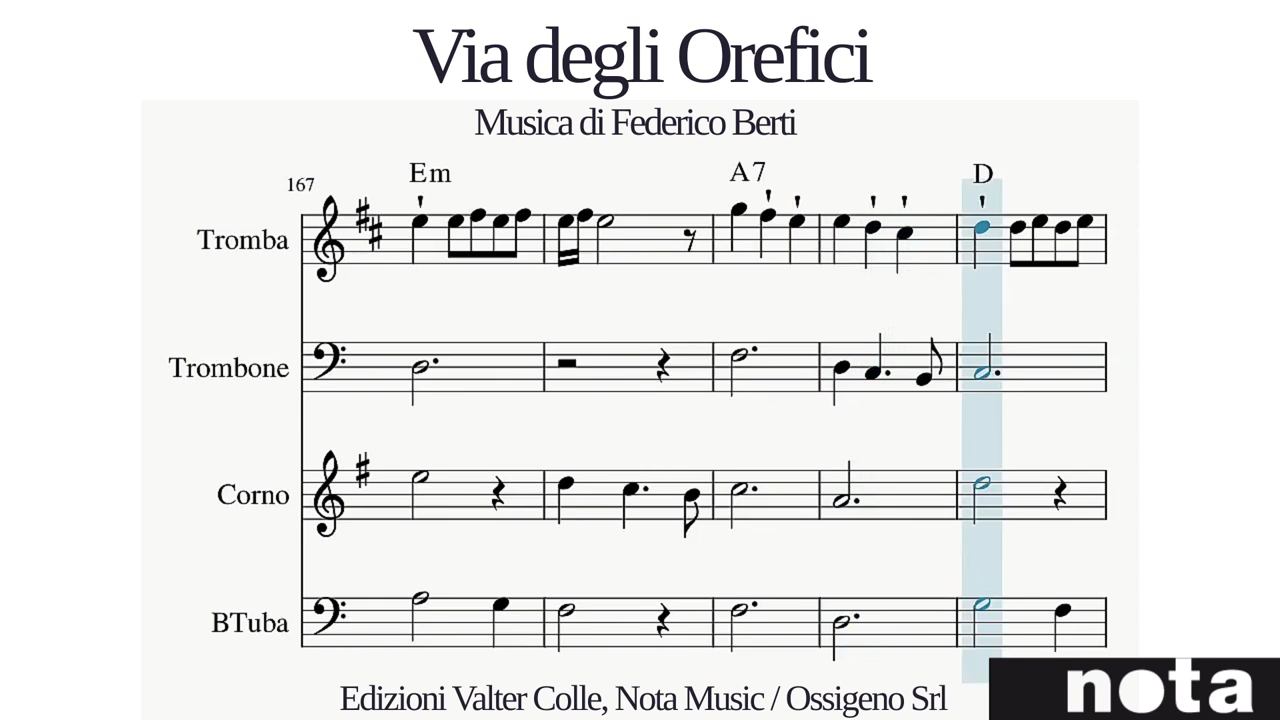 Via degli Orefici
Musica di Federico Berti
167
Em A7 D
Tromba
Trombone
Corno
BTuba
Edizioni Valter Colle, Nota Music / Ossigeno Srl
nota